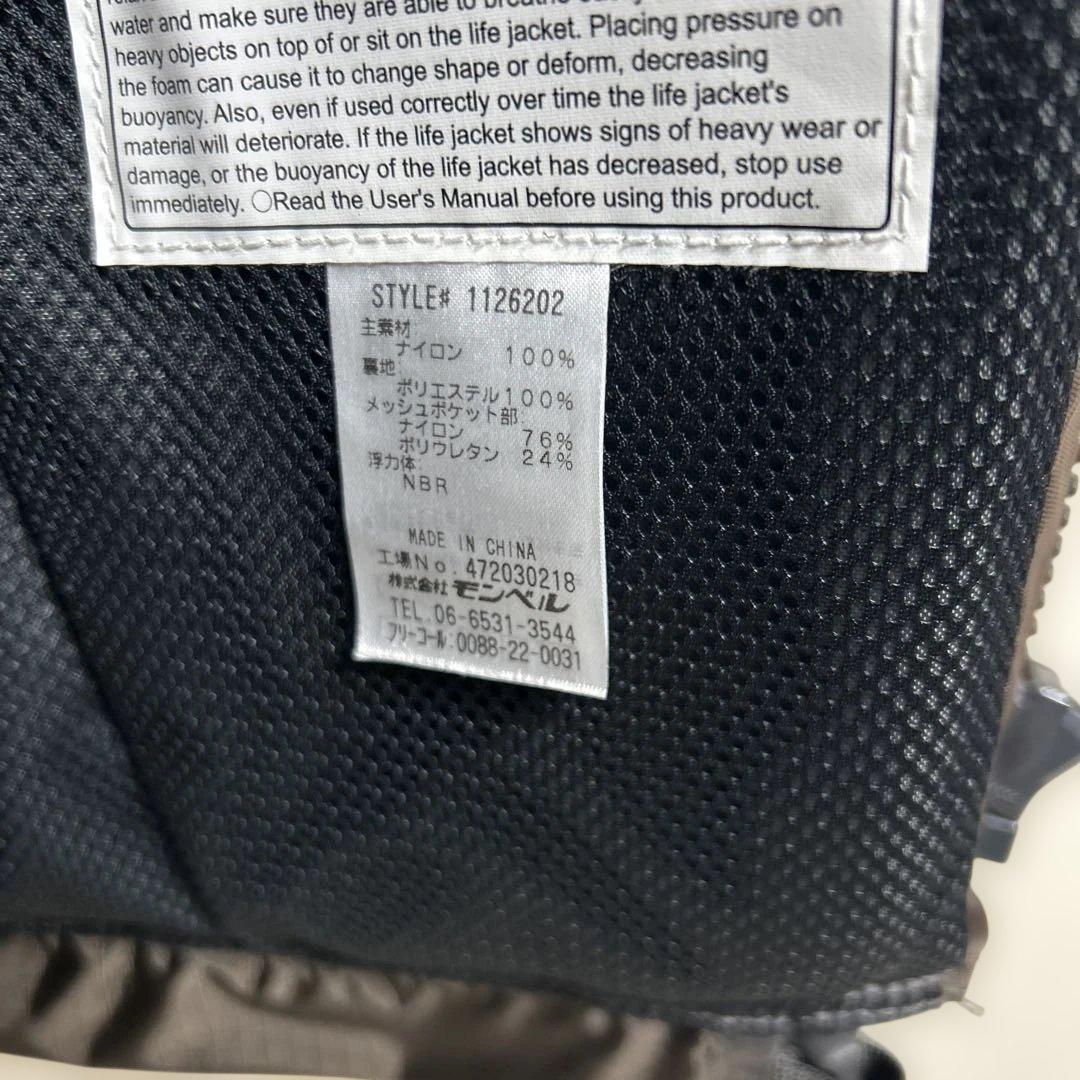 water and make sure they are able to
heavy objects on top of or sit on the life jacket. Placing pressure on
the foam can cause it to change shape or deform, decreasing
buoyancy. Also, even if used correctly over time the life jacket's
material will deteriorate. If the life jacket shows signs of heavy wear or
damage, or the buoyancy of the life jacket has decreased, stop use
immediately. ○Read the User's Manual before using this product.
STYLE# 1126202
主素材
ナイロン 100%
裏地:
ポリエステル100%
メッシュポケット部:
ナイロン 76%
ポリウレタン 24%
浮力体:
NBR
MADE IN CHINA
工場No.472030218
株式会社モンベル
TEL.06-6531-3544
フリーコール:0088-22-0031